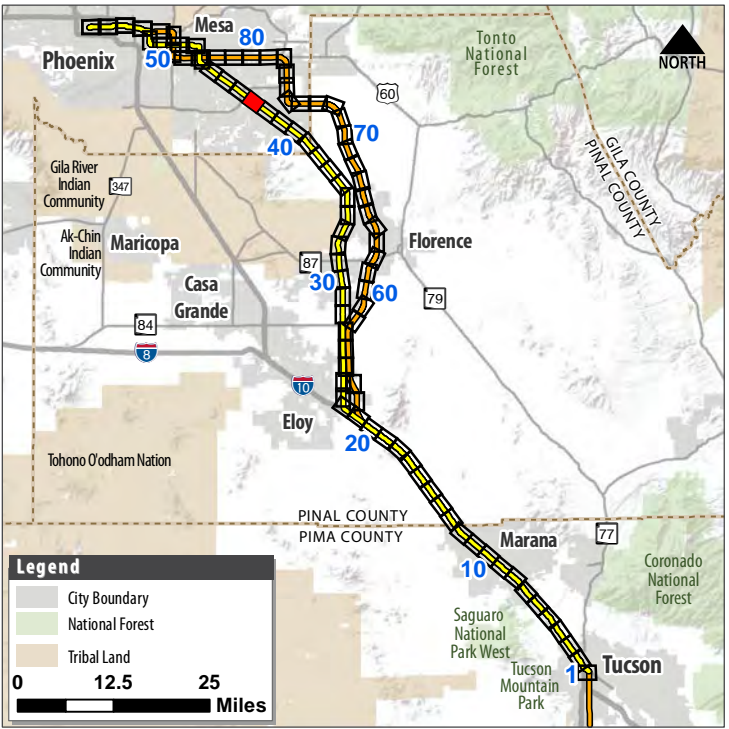 Mesa
80
Phoenix
50
Tonto
National
Forest
NORTH
60
70
40
GILA COUNTY
PINAL COUNTY
Gila River
Indian
Community
347
Ak-Chin
Indian
Community
Maricopa
Florence
87
30
60
Casa
Grande
79
84
8
10
Eloy
20
Tohono O'odham Nation
PINAL COUNTY
PIMA COUNTY
Marana
77
10
Coronado
National
Forest
Saguaro
National
Park West
Tucson
Mountain
Park
1
Tucson
Legend
City Boundary
National Forest
Tribal Land
0 12.5 25
Miles